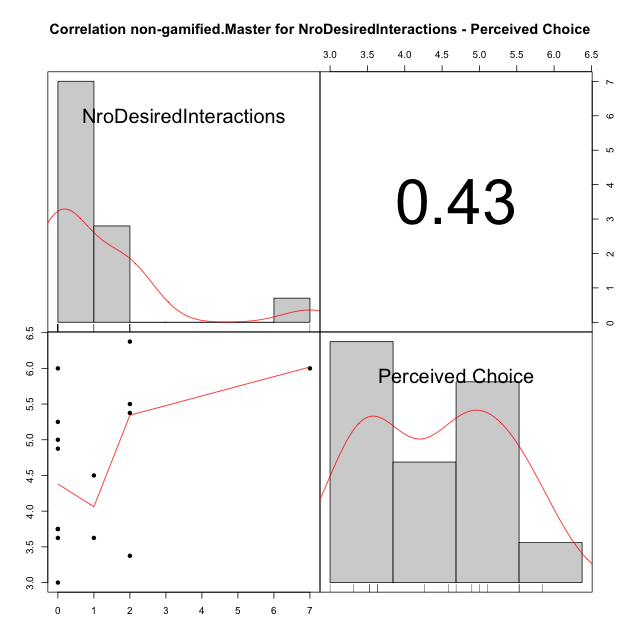 Correlation non-gamified.Master for NroDesiredInteractions - Perceived Choice
3.0 3.5 4.0 4.5 5.0 5.5 6.0 6.5
NroDesiredInteractions
0.43
0 1 2 3 4 5 6 7
3.0 3.5 4.0 4.5 5.0 5.5 6.0 6.5
Perceived Choice
0 1 2 3 4 5 6 7